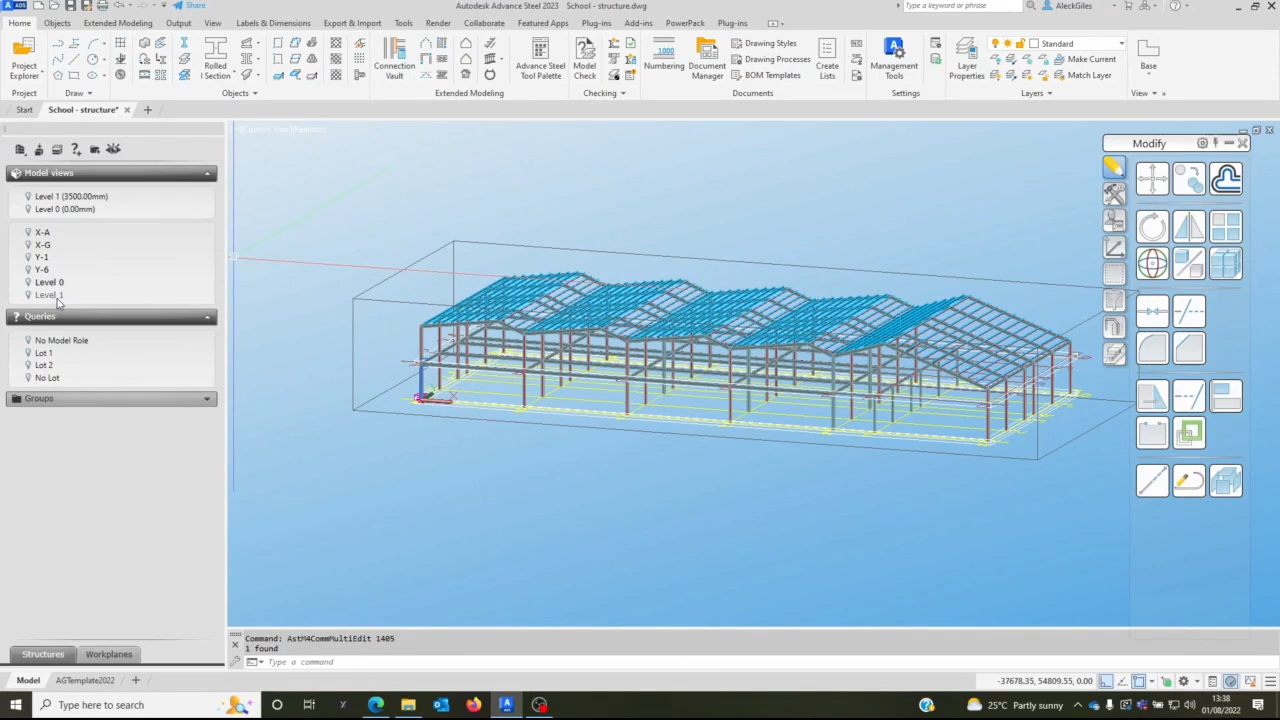 ADS
Share
Autodesk Advance Steel 2023 School - structure.dwg
Type a keyword or phrase
AleckGiles
Home
Objects
Extended Modeling
Output
View
Labels & Dimensions
Export & Import
Tools
Render
Collaborate
Featured Apps
Plug-ins
Add-ins
PowerPack
Plug-ins
Project
Explorer
Rolled
I Section
Connection
Vault
Advance Steel
Tool Palette
Model
Check
1000
Numbering
Document
Manager
Drawing Styles
Drawing Processes
BOM Templates
Create
Lists
Management
Tools
Layer
Properties
Standard
Make Current
Match Layer
Base
Project
Draw
Objects
Extended Modeling
Checking
Documents
Settings
Layers
View
Start
School - structure*
Model views
Level 1 (3500.00mm)
Level 0 (0.00mm)
X-A
X-G
Y-1
Y-6
Level 0
Level 1
Queries
No Model Role
Lot 1
Lot 2
No Lot
Groups
[Custom View][Realistic]
Modify
Command: AstM4CommMultiEdit 1405
1 found
Type a command
Structures
Workplanes
Model
AGTemplate2022
-37678.35, 54809.55, 0.00
Type here to search
25°C Partly sunny
13:38
01/08/2022